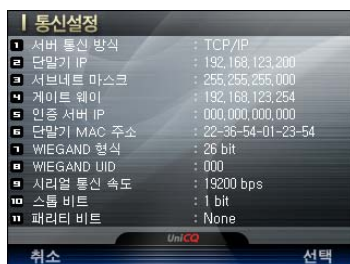 통신설정
1 서버 통신 방식 : TCP/IP
2 단말기 IP : 192,168,123,200
3 서브네트 마스크 : 255,255,255,000
4 게이트 웨이 : 192,168,123,254
5 인증 서버 IP : 000,000,000,000
6 단말기 MAC 주소 : 22-36-54-01-23-54
7 WIEGAND 형식 : 26 bit
8 WIEGAND UID : 000
9 시리얼 통신 속도 : 19200 bps
10 스톱 비트 : 1 bit
11 패리티 비트 : None
UniCQ
취소 선택